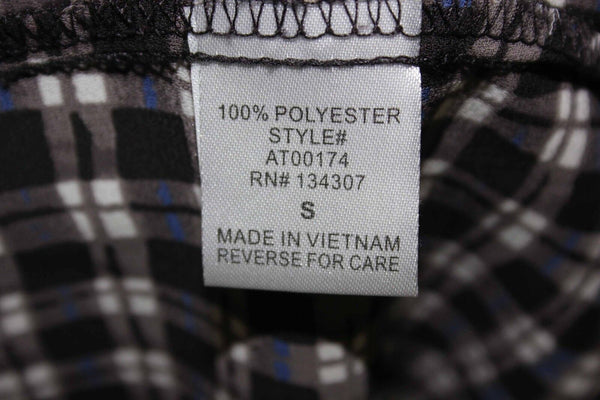 100% POLYESTER
STYLE#
AT00174
RN# 134307
S
MADE IN VIETNAM
REVERSE FOR CARE